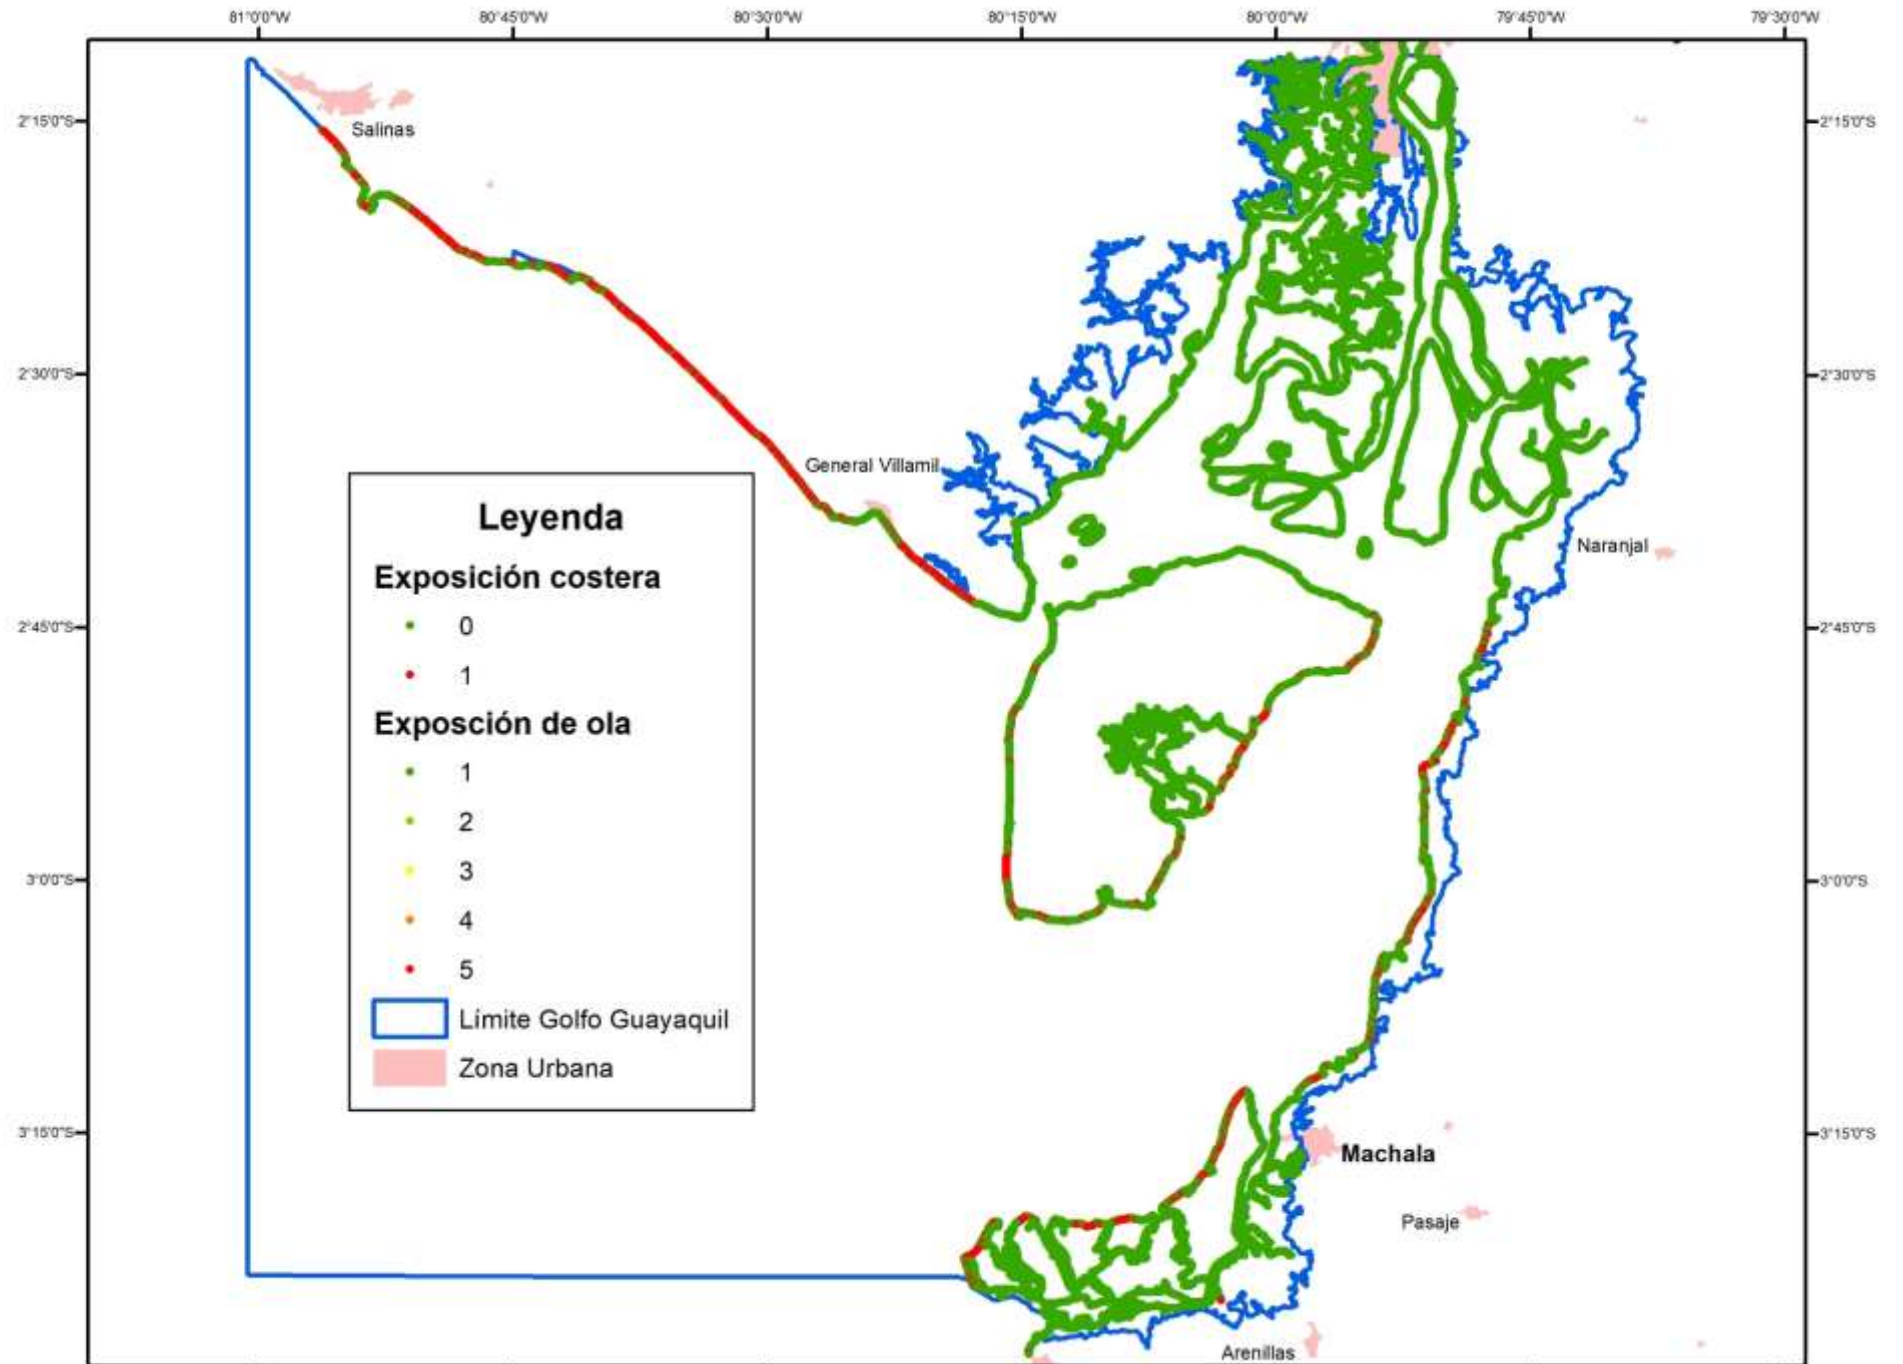 81°0'0"W 80°45'0"W 80°30'0"W 80°15'0"W 80°0'0"W 79°45'0"W 79°30'0"W
2°15'0"S 2°15'0"S
Salinas
2°30'0"S 2°30'0"S
General Villamil
Naranjal
2°45'0"S 2°45'0"S
3°0'0"S 3°0'0"S
3°15'0"S 3°15'0"S
Machala
Pasaje
Arenillas
Leyenda
Exposición costera
0
1
Exposción de ola
1
2
3
4
5
Límite Golfo Guayaquil
Zona Urbana